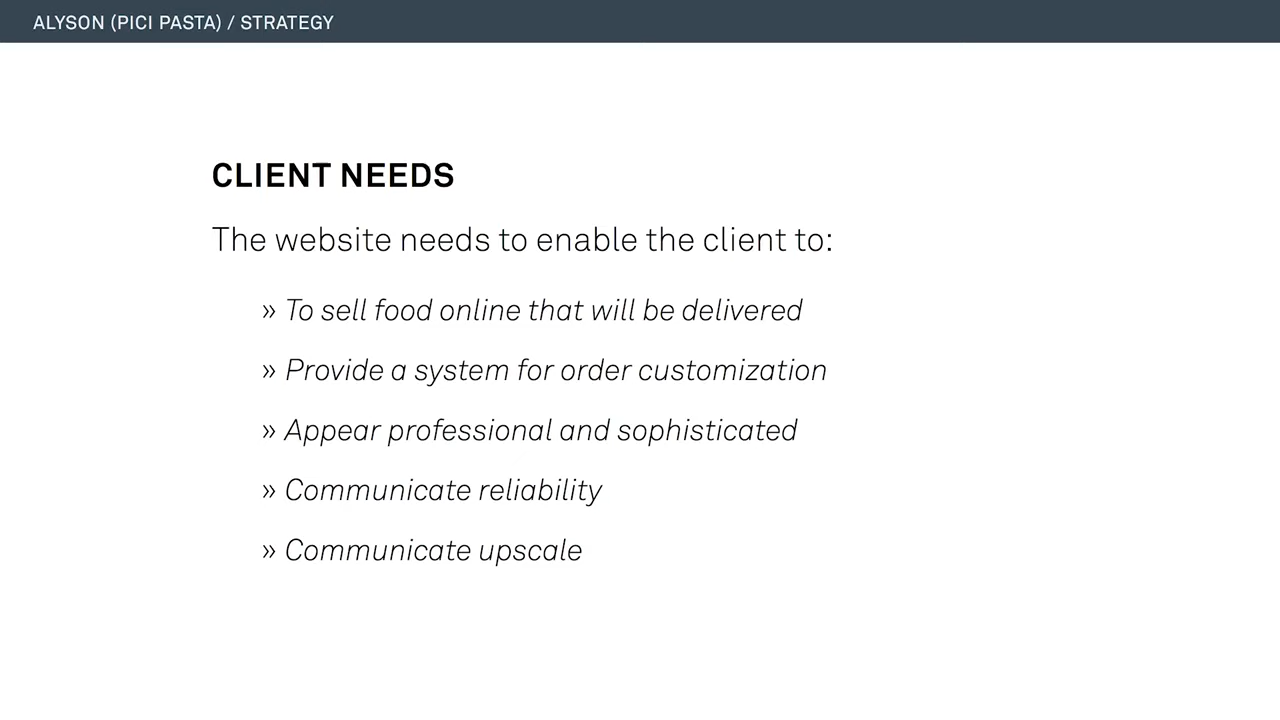 ALYSON (PICI PASTA) / STRATEGY
CLIENT NEEDS
The website needs to enable the client to:
» To sell food online that will be delivered
» Provide a system for order customization
» Appear professional and sophisticated
» Communicate reliability
» Communicate upscale